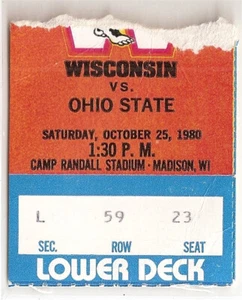 WISCONSIN
VS.
OHIO STATE
SATURDAY, OCTOBER 25, 1980
1:30 P. M.
CAMP RANDALL STADIUM - MADISON, WI
L 59 23
SEC. ROW SEAT
LOWER DECK